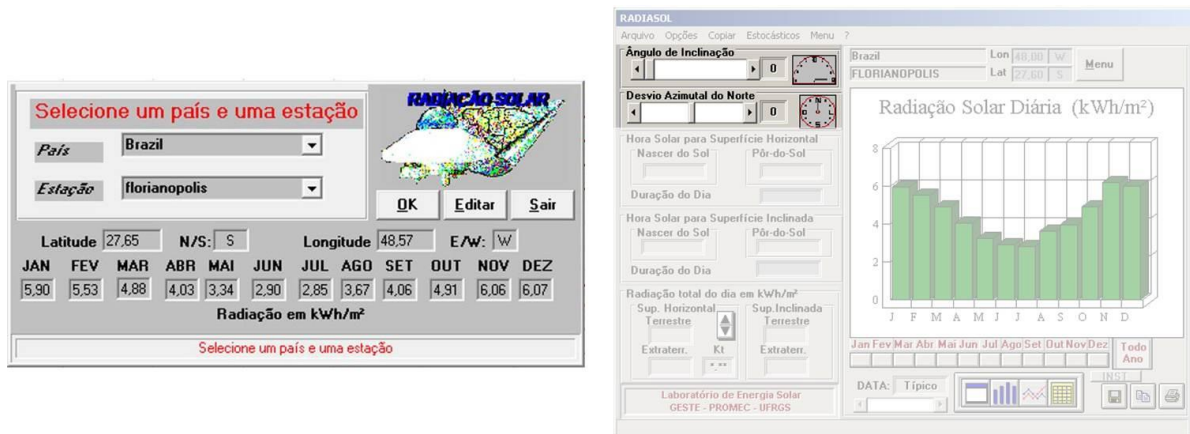 Selecione um país e uma estação
RADIAÇÃO SOLAR
País Brazil
Estação florianopolis
OK Editar Sair
Latitude 27,65 N/S: S Longitude 48,57 E/W: W
JAN FEV MAR ABR MAI JUN JUL AGO SET OUT NOV DEZ
5,90 5,53 4,88 4,03 3,34 2,90 2,85 3,67 4,06 4,91 6,06 6,07
Radiação em kWh/m²
Selecione um país e uma estação
RADIASOL
Arquivo Opções Copiar Estocásticos Menu ?
Ângulo de Inclinação
0
Desvio Azimutal do Norte
0
Hora Solar para Superfície Horizontal
Nascer do Sol Pôr-do-Sol
Duração do Dia
Hora Solar para Superfície Inclinada
Nascer do Sol Pôr-do-Sol
Duração do Dia
Radiação total do dia em kWh/m²
Sup. Horizontal Sup.Inclinada
Terrestre Terrestre
Extraterr. Kt Extraterr.
*.**
Laboratório de Energia Solar
GESTE - PROMEC - UFRGS
Brazil Lon 48,00 W
FLORIANOPOLIS Lat 27,60 S
Menu
Radiação Solar Diária (kWh/m²)
8
6
4
2
0
J F M A M J J A S O N D
Jan Fev Mar Abr Mai Jun Jul Ago Set Out Nov Dez
Todo
Ano
INST
DATA: Típico